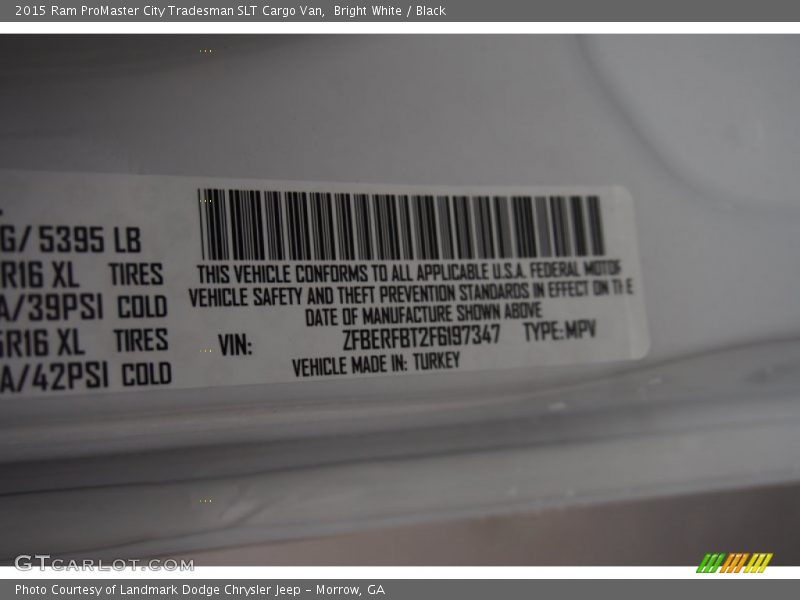 2015 Ram ProMaster City Tradesman SLT Cargo Van,  Bright White / Black
G/ 5395 LB
R16 XL TIRES
A/39PSI COLD
R16 XL TIRES
A/42PSI COLD
THIS VEHICLE CONFORMS TO ALL APPLICABLE U.S.A. FEDERAL MOTOR
VEHICLE SAFETY AND THEFT PREVENTION STANDARDS IN EFFECT ON THE
DATE OF MANUFACTURE SHOWN ABOVE
VIN: ZFBERFBT2F6197347 TYPE: MPV
VEHICLE MADE IN: TURKEY
GTCARLOT.COM
Photo Courtesy of Landmark Dodge Chrysler Jeep – Morrow, GA